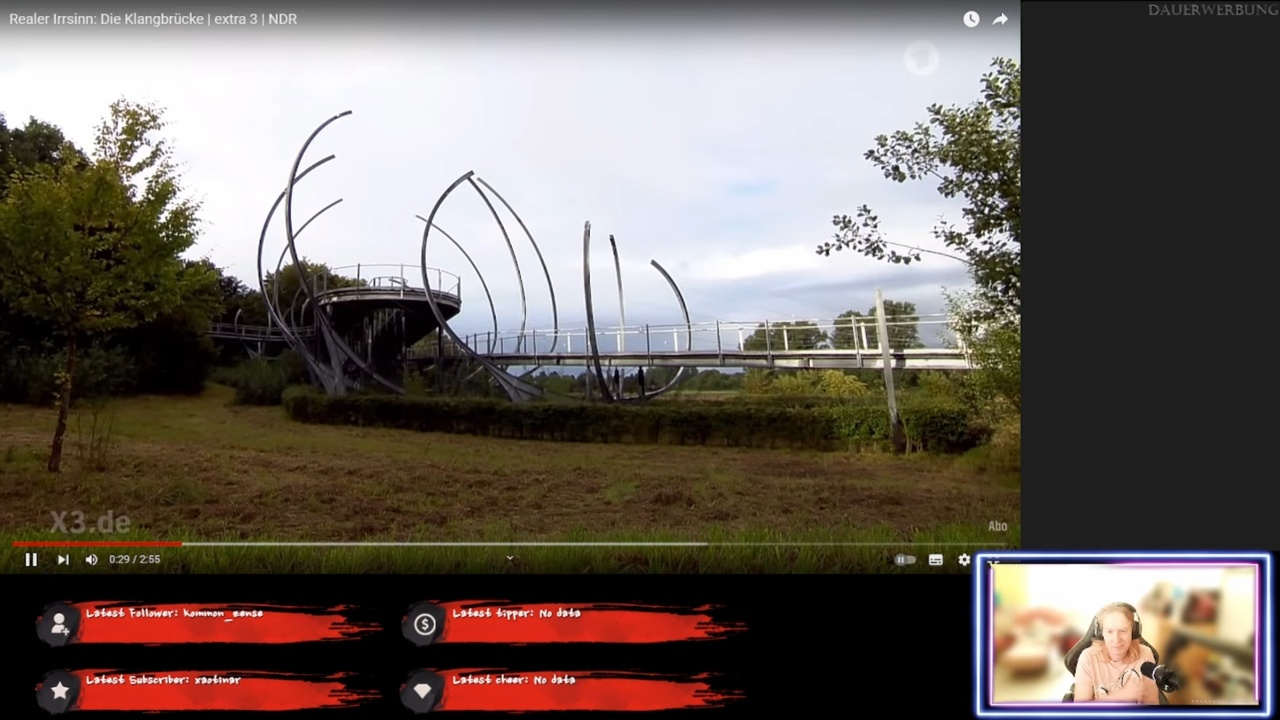 Realer Irrsinn: Die Klangbrücke | extra 3 | NDR
DAUERWERBUNG
X3.de
Abo
0:29 / 2:55
Latest Follower: kommon_sense
Latest tipper: No data
Latest Subscriber: xaotinar
Latest cheer: No data